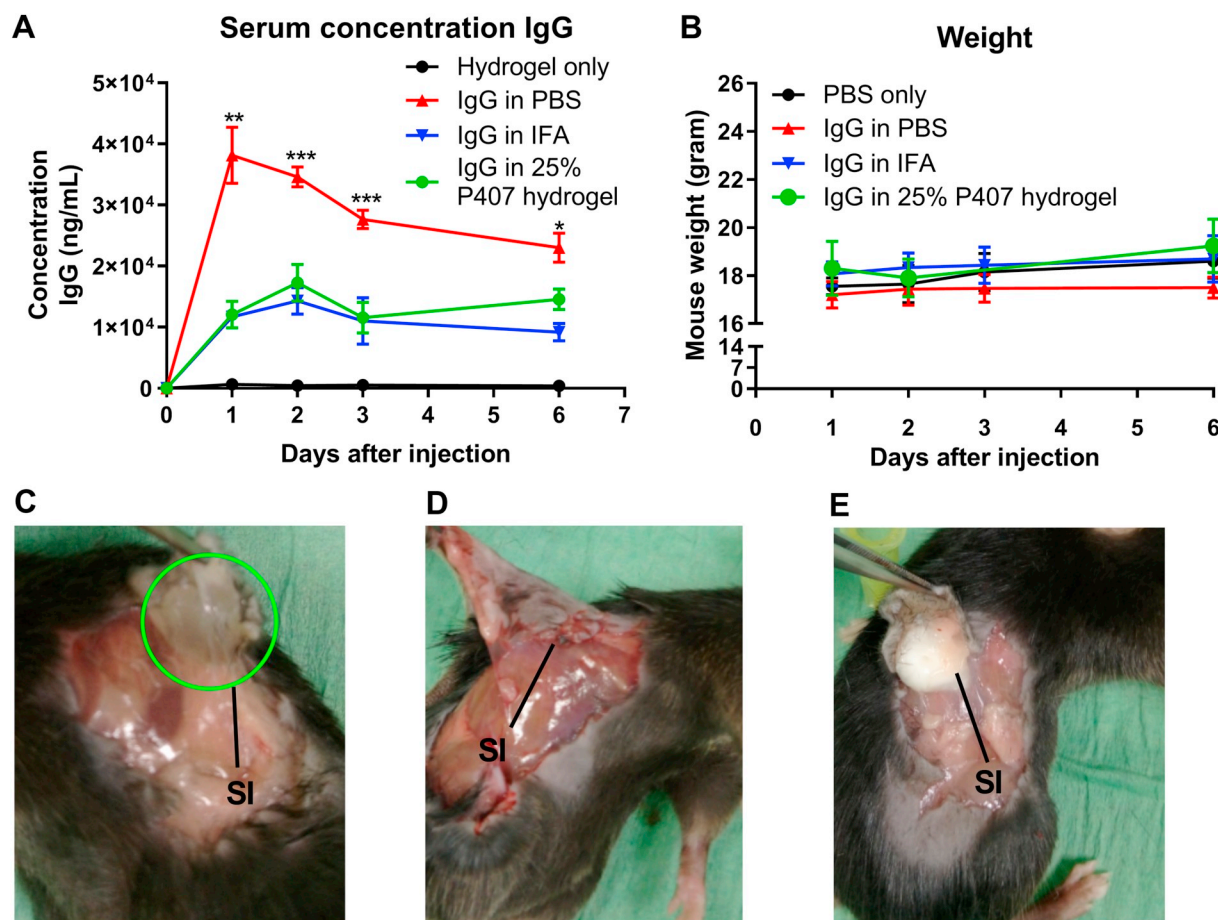 A
Serum concentration IgG
Hydrogel only
IgG in PBS
IgG in IFA
IgG in 25%
P407 hydrogel
Concentration
IgG (ng/mL)
5×10⁴
4×10⁴
3×10⁴
2×10⁴
1×10⁴
0
**
***
***
*
0 1 2 3 4 5 6 7
Days after injection
B
Weight
PBS only
IgG in PBS
IgG in IFA
IgG in 25% P407 hydrogel
Mouse weight (gram)
26
24
22
20
18
16
14
7
0
0 1 2 3 4 5 6
Days after injection
C
SI
D
SI
E
SI